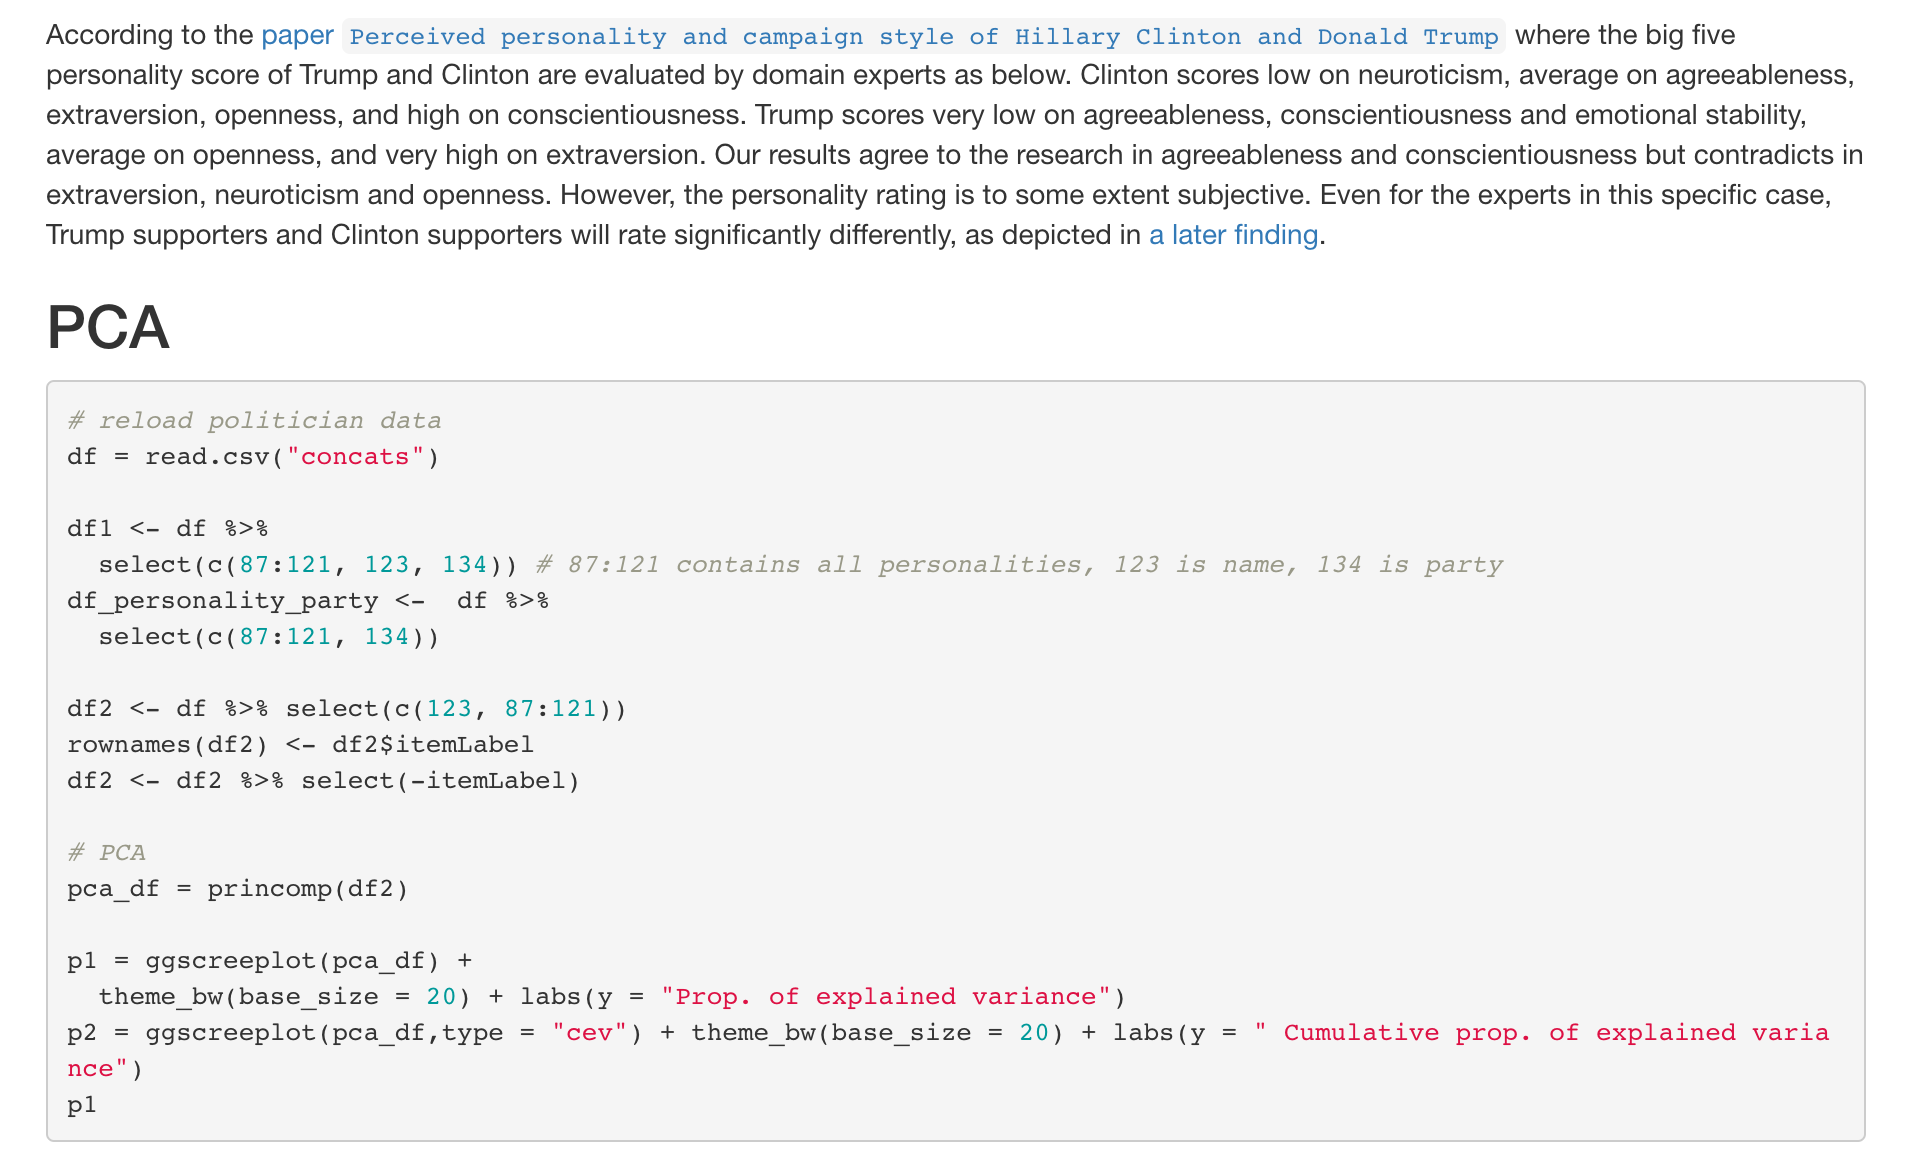 According to the paper Perceived personality and campaign style of Hillary Clinton and Donald Trump where the big five
personality score of Trump and Clinton are evaluated by domain experts as below. Clinton scores low on neuroticism, average on agreeableness,
extraversion, openness, and high on conscientiousness. Trump scores very low on agreeableness, conscientiousness and emotional stability,
average on openness, and very high on extraversion. Our results agree to the research in agreeableness and conscientiousness but contradicts in
extraversion, neuroticism and openness. However, the personality rating is to some extent subjective. Even for the experts in this specific case,
Trump supporters and Clinton supporters will rate significantly differently, as depicted in a later finding.
PCA
# reload politician data
df = read.csv("concats")
df1 <- df %>%
  select(c(87:121, 123, 134)) # 87:121 contains all personalities, 123 is name, 134 is party
df_personality_party <-  df %>%
  select(c(87:121, 134))
df2 <- df %>% select(c(123, 87:121))
rownames(df2) <- df2$itemLabel
df2 <- df2 %>% select(-itemLabel)
# PCA
pca_df = princomp(df2)
p1 = ggscreeplot(pca_df) +
  theme_bw(base_size = 20) + labs(y = "Prop. of explained variance")
p2 = ggscreeplot(pca_df,type = "cev") + theme_bw(base_size = 20) + labs(y = " Cumulative prop. of explained varia
nce")
p1